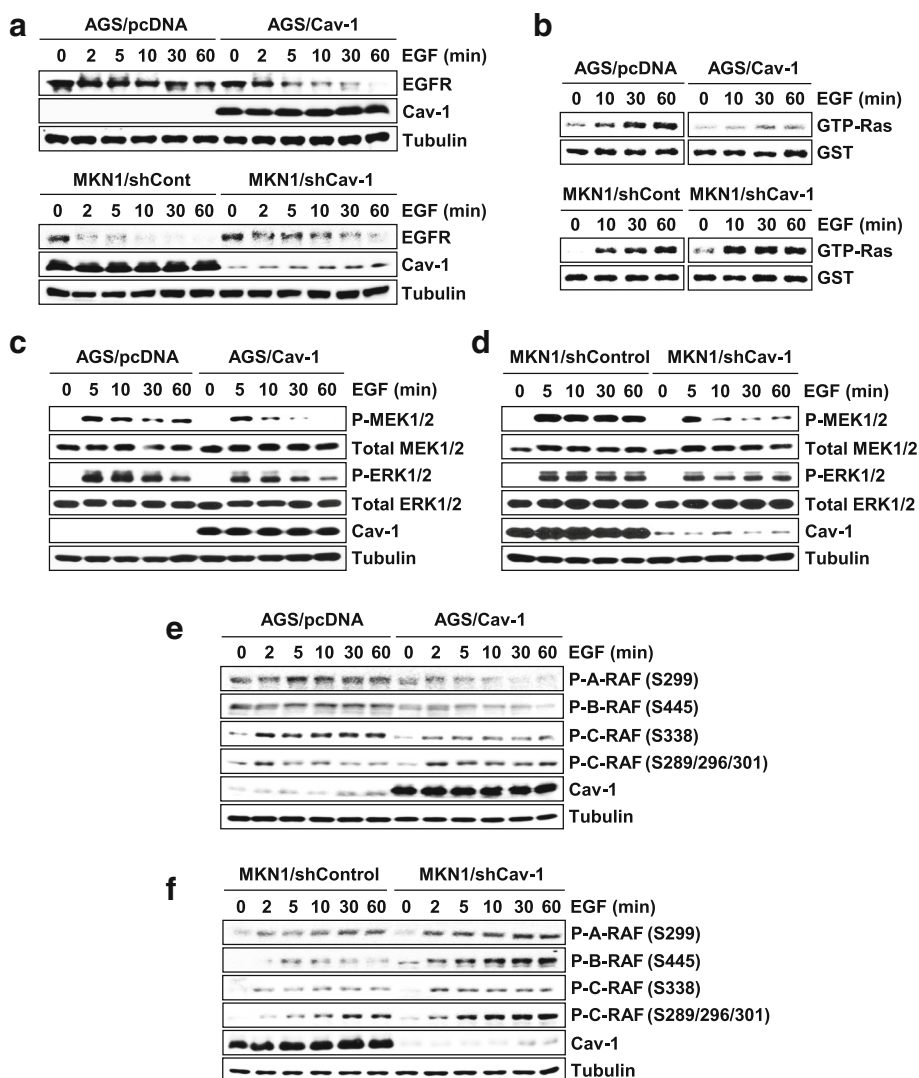 a
AGS/pcDNA AGS/Cav-1
0 2 5 10 30 60 0 2 5 10 30 60 EGF (min)
EGFR
Cav-1
Tubulin
MKN1/shCont MKN1/shCav-1
0 2 5 10 30 60 0 2 5 10 30 60 EGF (min)
EGFR
Cav-1
Tubulin
b
AGS/pcDNA AGS/Cav-1
0 10 30 60 0 10 30 60 EGF (min)
GTP-Ras
GST
MKN1/shCont MKN1/shCav-1
0 10 30 60 0 10 30 60 EGF (min)
GTP-Ras
GST
c
AGS/pcDNA AGS/Cav-1
0 5 10 30 60 0 5 10 30 60 EGF (min)
P-MEK1/2
Total MEK1/2
P-ERK1/2
Total ERK1/2
Cav-1
Tubulin
d
MKN1/shControl MKN1/shCav-1
0 5 10 30 60 0 5 10 30 60 EGF (min)
P-MEK1/2
Total MEK1/2
P-ERK1/2
Total ERK1/2
Cav-1
Tubulin
e
AGS/pcDNA AGS/Cav-1
0 2 5 10 30 60 0 2 5 10 30 60 EGF (min)
P-A-RAF (S299)
P-B-RAF (S445)
P-C-RAF (S338)
P-C-RAF (S289/296/301)
Cav-1
Tubulin
f
MKN1/shControl MKN1/shCav-1
0 2 5 10 30 60 0 2 5 10 30 60 EGF (min)
P-A-RAF (S299)
P-B-RAF (S445)
P-C-RAF (S338)
P-C-RAF (S289/296/301)
Cav-1
Tubulin